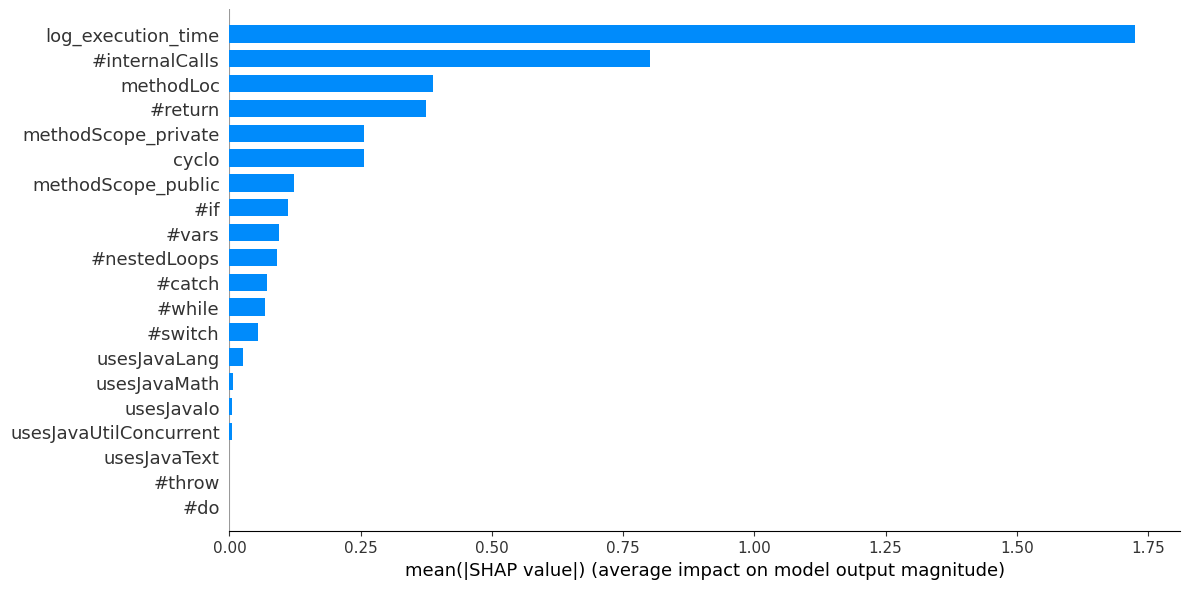 log_execution_time
#internalCalls
methodLoc
#return
methodScope_private
cyclo
methodScope_public
#if
#vars
#nestedLoops
#catch
#while
#switch
usesJavaLang
usesJavaMath
usesJavaIo
usesJavaUtilConcurrent
usesJavaText
#throw
#do
0.00 0.25 0.50 0.75 1.00 1.25 1.50 1.75
mean(|SHAP value|) (average impact on model output magnitude)